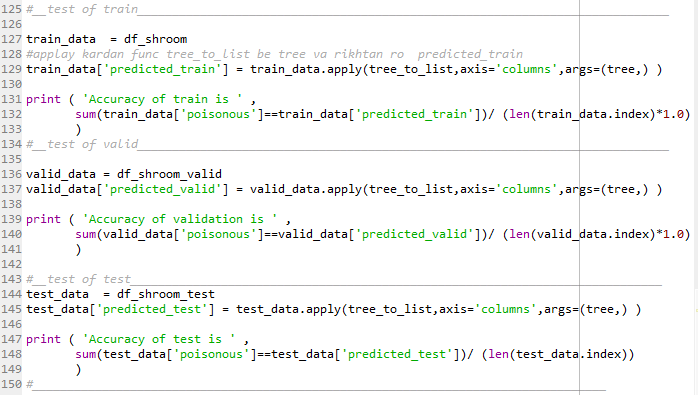 125 #__test of train___________________________________________________________________________
126
127 train_data  = df_shroom
128 #applay kardan func tree_to_list be tree va rikhtan ro  predicted_train
129 train_data['predicted_train'] = train_data.apply(tree_to_list,axis='columns',args=(tree,) )
130
131 print ( 'Accuracy of train is ' ,
132        sum(train_data['poisonous']==train_data['predicted_train'])/ (len(train_data.index)*1.0)
133        )
134 #__test of valid___________________________________________________________________________
135
136 valid_data = df_shroom_valid
137 valid_data['predicted_valid'] = valid_data.apply(tree_to_list,axis='columns',args=(tree,) )
138
139 print ( 'Accuracy of validation is ' ,
140        sum(valid_data['poisonous']==valid_data['predicted_valid'])/ (len(valid_data.index)*1.0)
141        )
142
143 #__test of test___________________________________________________________________________
144 test_data  = df_shroom_test
145 test_data['predicted_test'] = test_data.apply(tree_to_list,axis='columns',args=(tree,) )
146
147 print ( 'Accuracy of test is ' ,
148        sum(test_data['poisonous']==test_data['predicted_test'])/ (len(test_data.index))
149        )
150 #________________________________________________________________________________